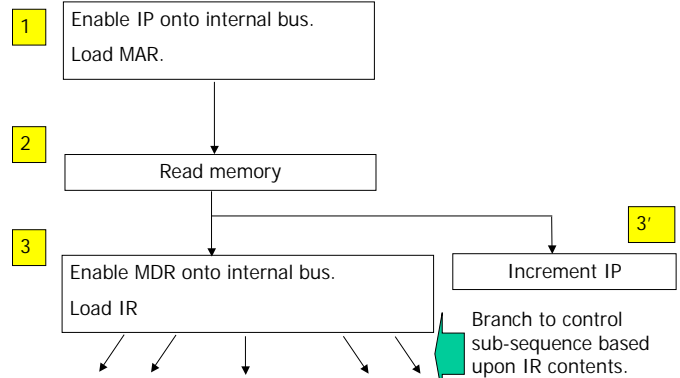 1
Enable IP onto internal bus.
Load MAR.
2
Read memory
3'
3
Enable MDR onto internal bus.
Load IR
Increment IP
Branch to control
sub-sequence based
upon IR contents.